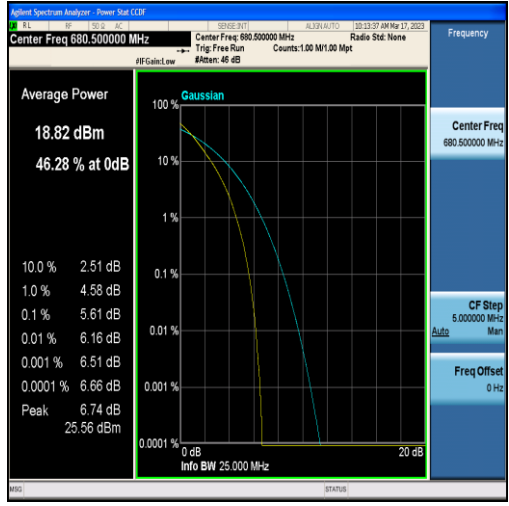 Agilent Spectrum Analyzer - Power Stat CCDF
RL RF 50 Ω AC SENSE:INT ALIGN AUTO 10:13:37 AM Mar 17, 2023
Center Freq 680.500000 MHz
Center Freq: 680.500000 MHz Radio Std: None
Trig: Free Run Counts:1.00 M/1.00 Mpt
#IFGain:Low #Atten: 46 dB
Frequency
Average Power
18.82 dBm
46.28 % at 0dB
10.0 % 2.51 dB
1.0 % 4.58 dB
0.1 % 5.61 dB
0.01 % 6.16 dB
0.001 % 6.51 dB
0.0001 % 6.66 dB
Peak 6.74 dB
25.56 dBm
Gaussian
100 %
10 %
1 %
0.1 %
0.01 %
0.001 %
0.0001 %
0 dB 20 dB
Info BW 25.000 MHz
Center Freq
680.500000 MHz
CF Step
5.000000 MHz
Auto Man
Freq Offset
0 Hz
MSG STATUS